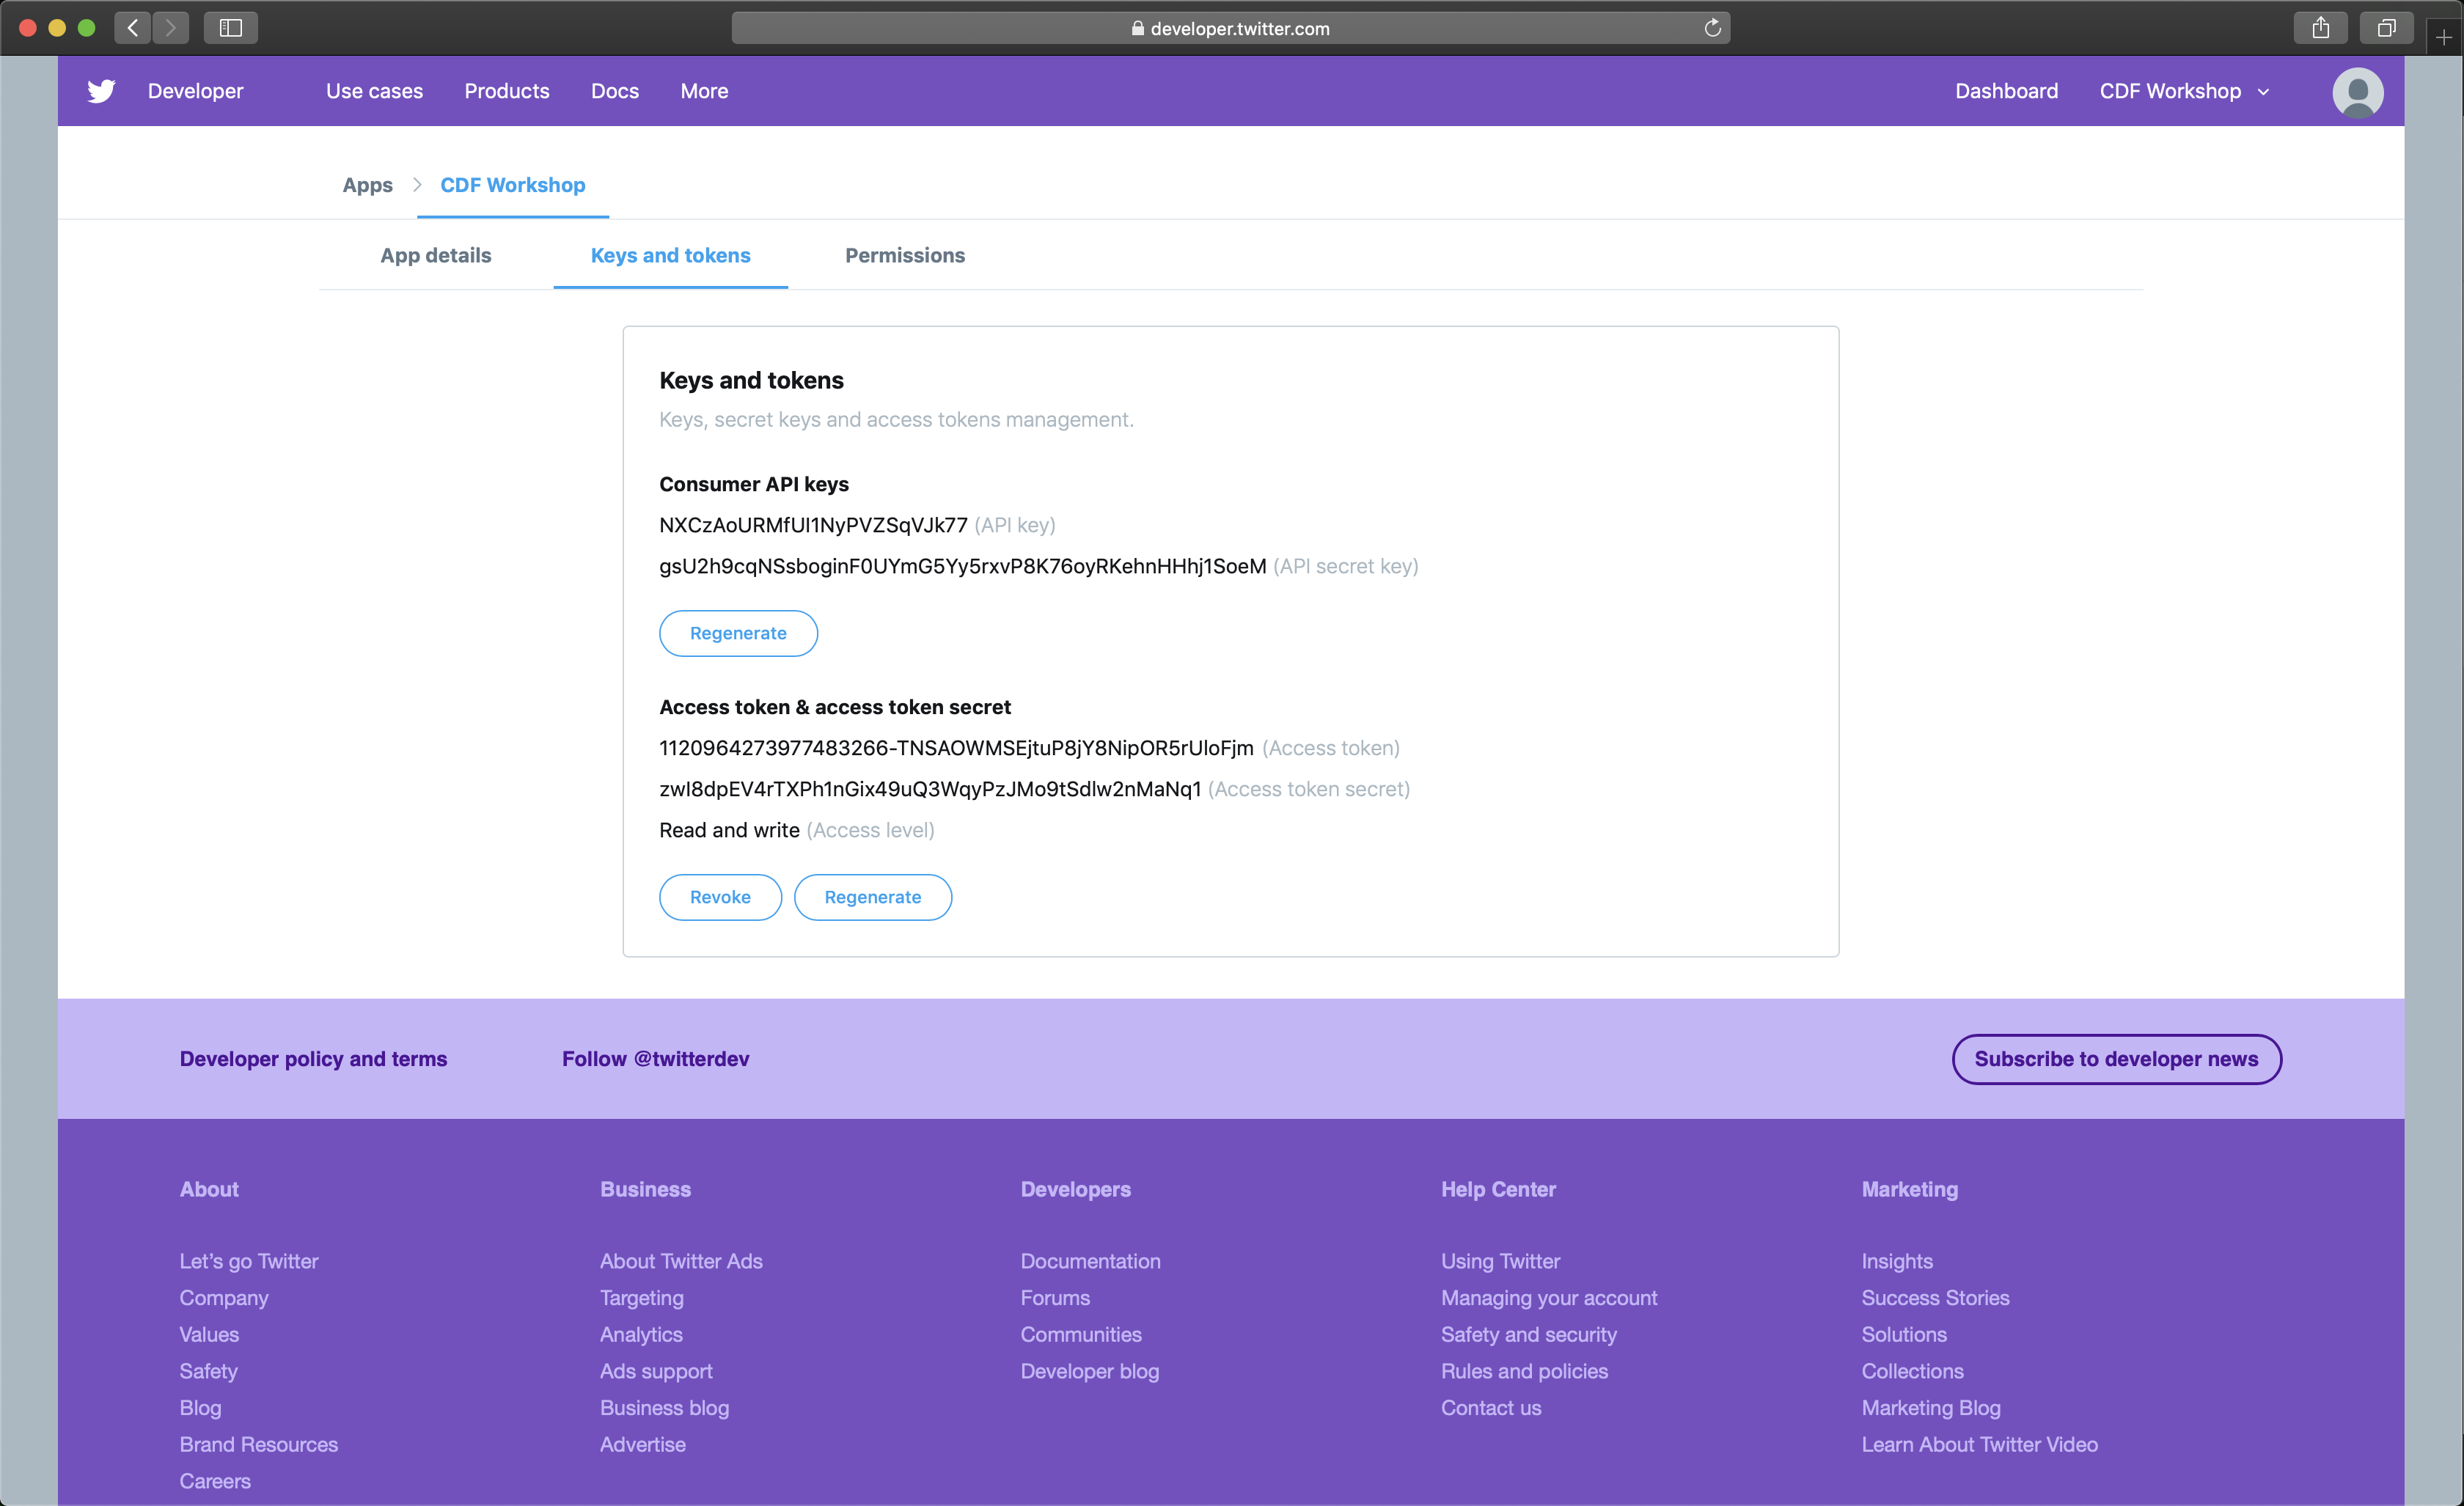 developer.twitter.com
Developer
Use cases
Products
Docs
More
Dashboard
CDF Workshop
Apps
CDF Workshop
App details
Keys and tokens
Permissions
Keys and tokens
Keys, secret keys and access tokens management.
Consumer API keys
NXCzAoURMfUI1NyPVZSqVJk77 (API key)
gsU2h9cqNSsboginF0UYmG5Yy5rxvP8K76oyRKehnHHhj1SoeM (API secret key)
Regenerate
Access token & access token secret
1120964273977483266-TNSAOWMSEjtuP8jY8NipOR5rUloFjm (Access token)
zwI8dpEV4rTXPh1nGix49uQ3WqyPzJMo9tSdlw2nMaNq1 (Access token secret)
Read and write (Access level)
Revoke
Regenerate
Developer policy and terms
Follow @twitterdev
Subscribe to developer news
About
Let’s go Twitter
Company
Values
Safety
Blog
Brand Resources
Careers
Business
About Twitter Ads
Targeting
Analytics
Ads support
Business blog
Advertise
Developers
Documentation
Forums
Communities
Developer blog
Help Center
Using Twitter
Managing your account
Safety and security
Rules and policies
Contact us
Marketing
Insights
Success Stories
Solutions
Collections
Marketing Blog
Learn About Twitter Video